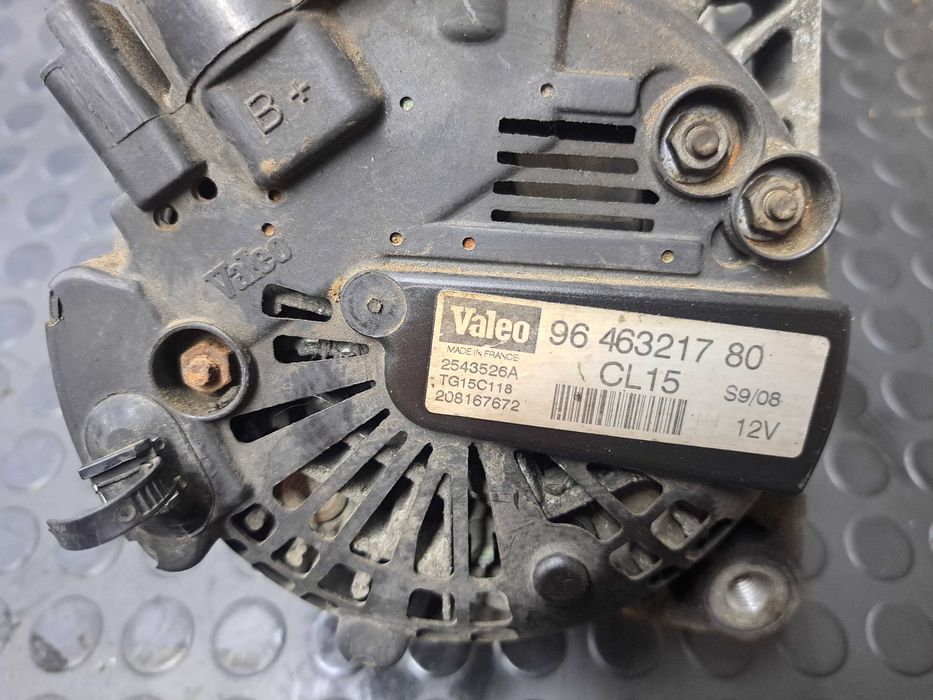 B+
Valeo
Valeo
96 463217 80
MADE IN FRANCE
CL15
2543526A
S9/08
TG15C118
208167672
12V